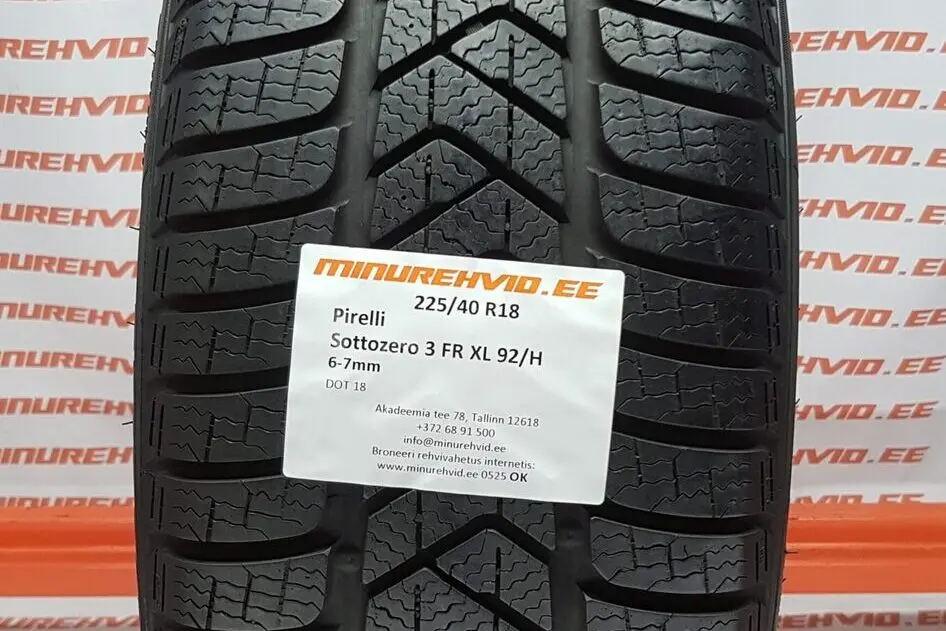 MINUREHVID.EE
225/40 R18
Pirelli
Sottozero 3 FR XL 92/H
6-7mm
DOT 18
Akadeemia tee 78, Tallinn 12618
+372 68 91 500
info@minurehvid.ee
Broneeri rehvivahetus internetis:
www.minurehvid.ee 0525 OK